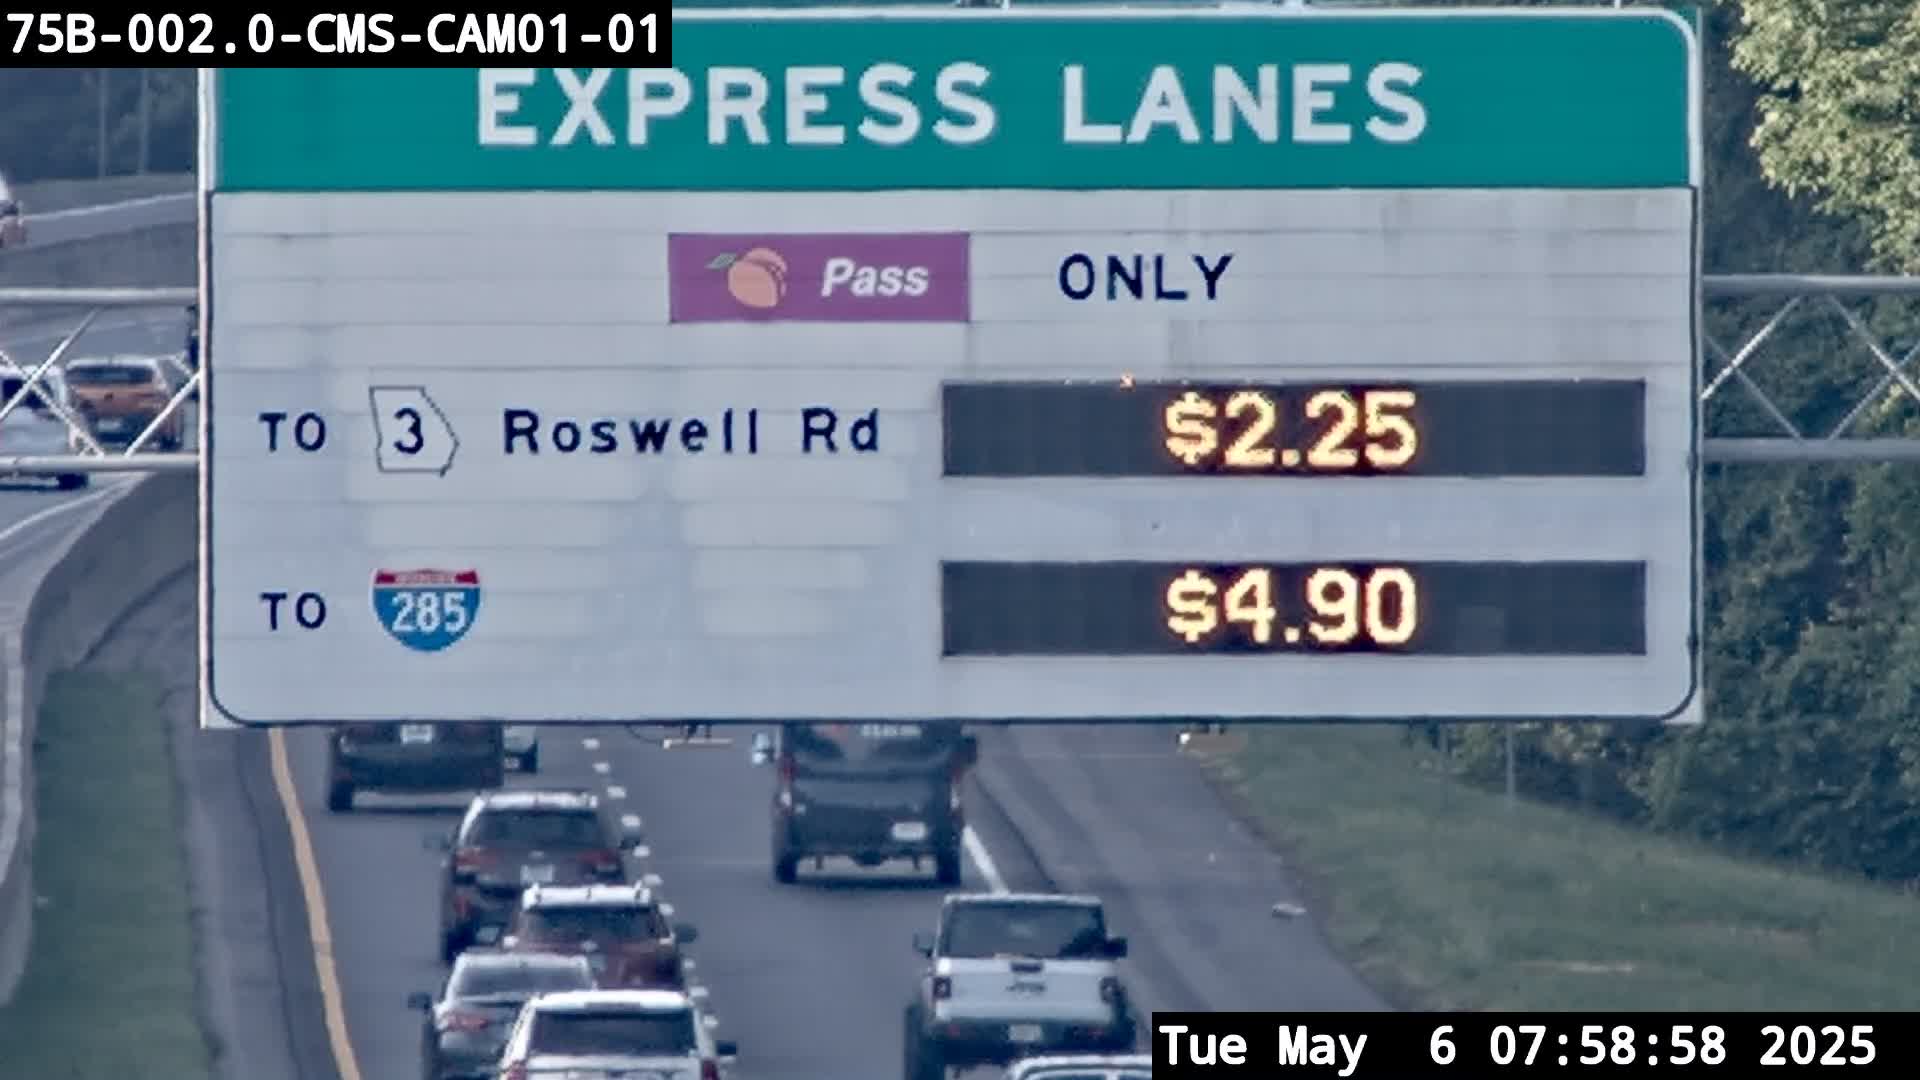 75B-002.0-CMS-CAM01-01
EXPRESS LANES
Pass ONLY
TO 3 Roswell Rd $2.25
TO 285 $4.90
Tue May 6 07:58:58 2025